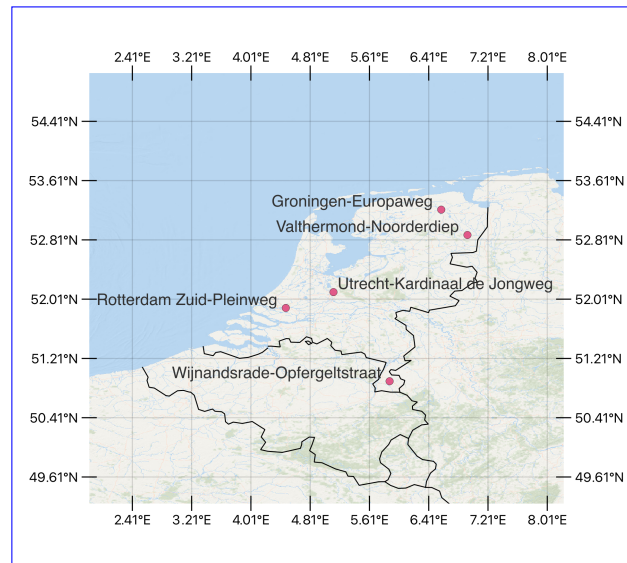 2.41°E 3.21°E 4.01°E 4.81°E 5.61°E 6.41°E 7.21°E 8.01°E
54.41°N 54.41°N
53.61°N 53.61°N
Groningen-Europaweg
Valthermond-Noorderdiep
52.81°N 52.81°N
Utrecht-Kardinaal de Jongweg
Rotterdam Zuid-Pleinweg
52.01°N 52.01°N
51.21°N 51.21°N
Wijnandsrade-Opfergeltstraat
50.41°N 50.41°N
49.61°N 49.61°N
2.41°E 3.21°E 4.01°E 4.81°E 5.61°E 6.41°E 7.21°E 8.01°E